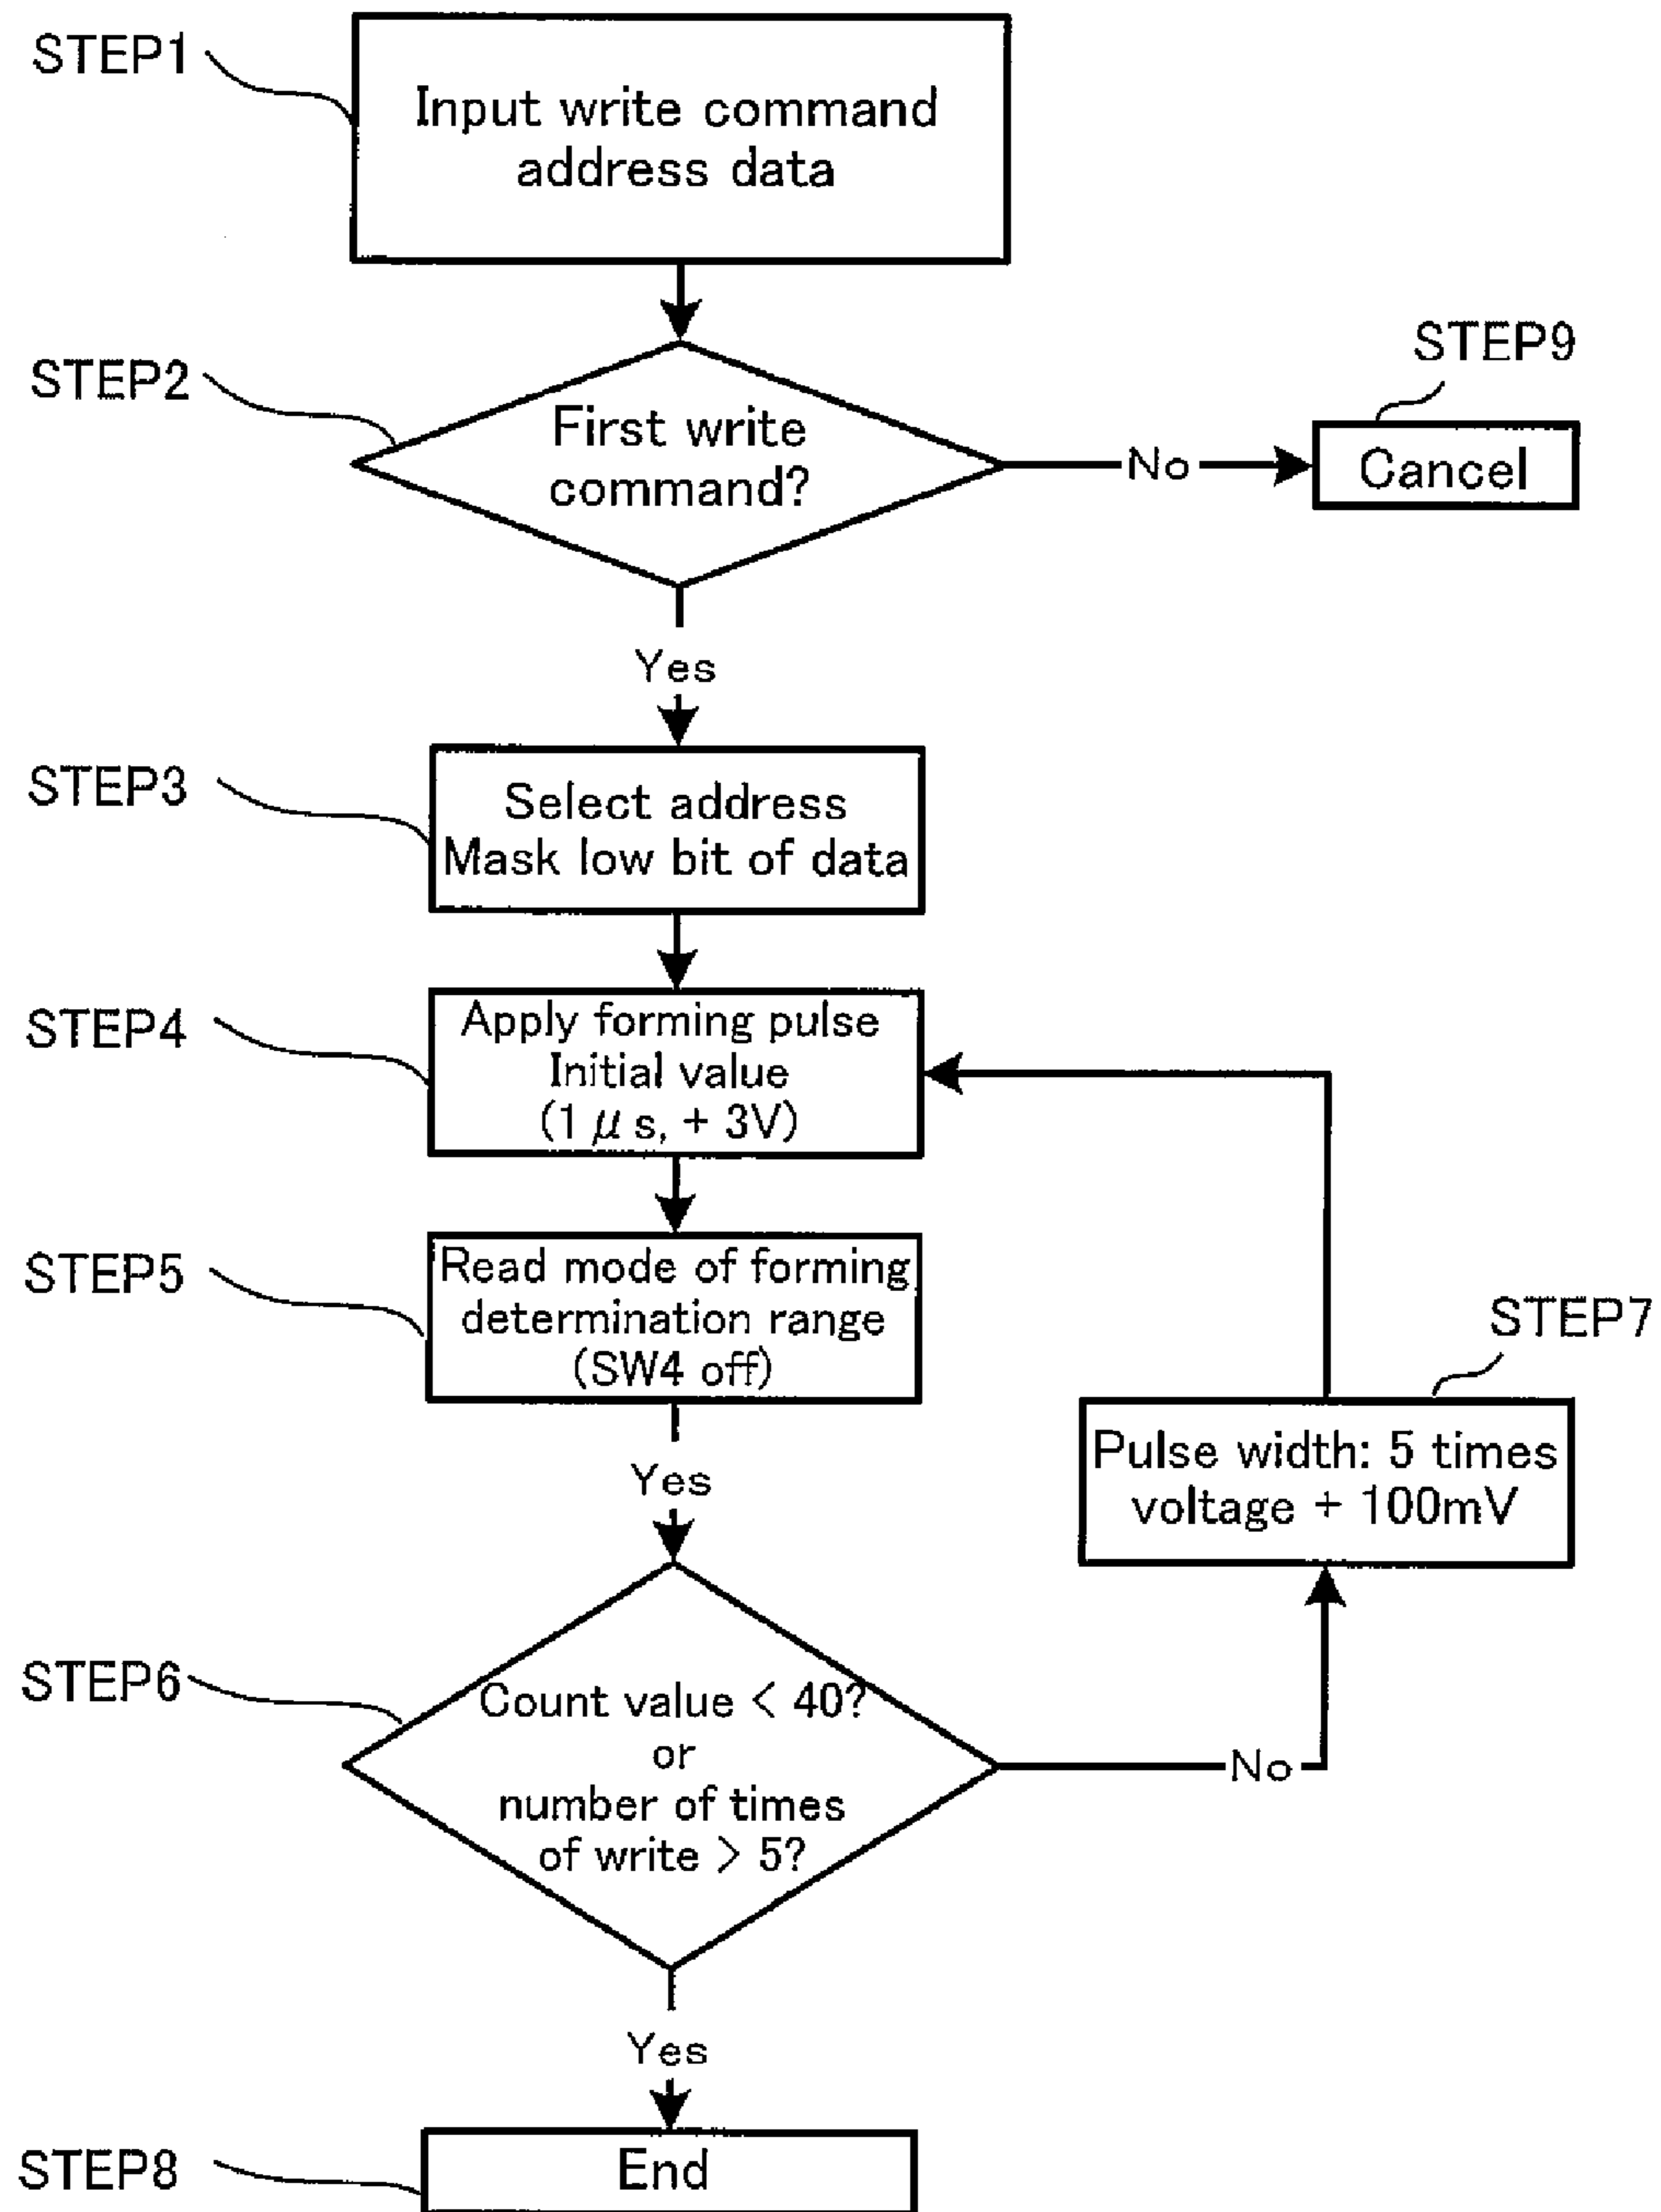 STEP1
Input write command
address data
STEP2
First write
command?
No
STEP9
Cancel
Yes
STEP3
Select address
Mask low bit of data
STEP4
Apply forming pulse
Initial value
(1 μ s, + 3V)
STEP5
Read mode of forming
determination range
(SW4 off)
STEP7
Pulse width: 5 times
voltage + 100mV
Yes
STEP6
Count value < 40?
or
number of times
of write > 5?
No
Yes
STEP8
End